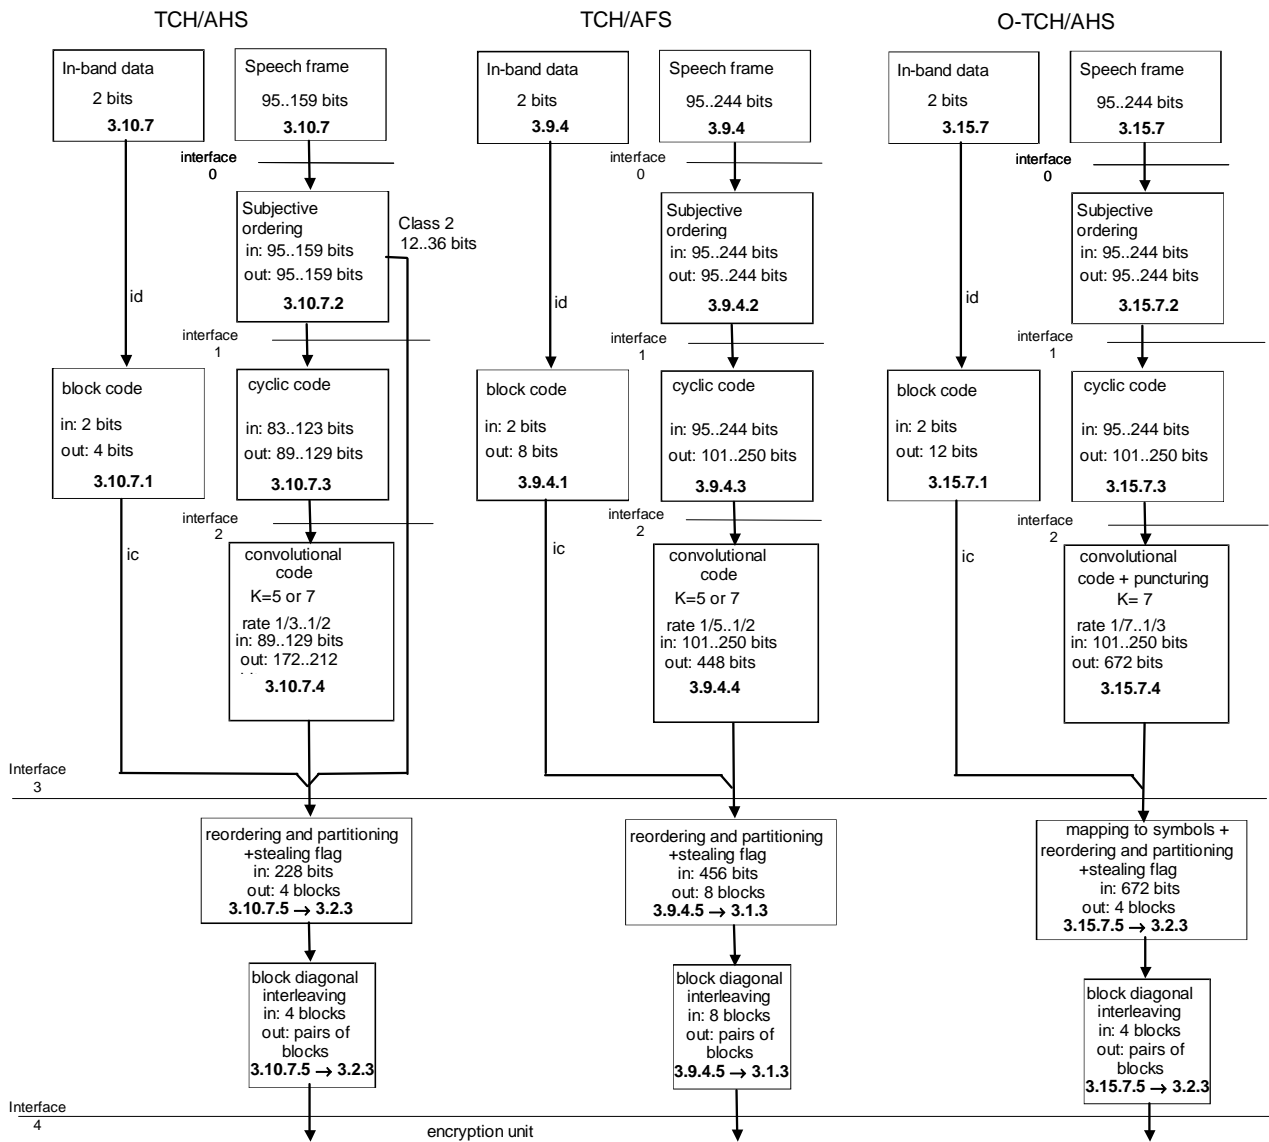 TCH/AHS
TCH/AFS
O-TCH/AHS
In-band data
2 bits
3.10.7
Speech frame
95..159 bits
3.10.7
interface
0
Subjective
ordering
in: 95..159 bits
out: 95..159 bits
3.10.7.2
Class 2
12..36 bits
id
interface
1
block code
in: 2 bits
out: 4 bits
3.10.7.1
cyclic code
in: 83..123 bits
out: 89..129 bits
3.10.7.3
interface
2
ic
convolutional
code
K=5 or 7
rate 1/3..1/2
in: 89..129 bits
out: 172..212
3.10.7.4
In-band data
2 bits
3.9.4
Speech frame
95..244 bits
3.9.4
interface
0
Subjective
ordering
in: 95..244 bits
out: 95..244 bits
3.9.4.2
id
interface
1
block code
in: 2 bits
out: 8 bits
3.9.4.1
cyclic code
in: 95..244 bits
out: 101..250 bits
3.9.4.3
interface
2
ic
convolutional
code
K=5 or 7
rate 1/5..1/2
in: 101..250 bits
out: 448 bits
3.9.4.4
In-band data
2 bits
3.15.7
Speech frame
95..244 bits
3.15.7
interface
0
Subjective
ordering
in: 95..244 bits
out: 95..244 bits
3.15.7.2
id
interface
1
block code
in: 2 bits
out: 12 bits
3.15.7.1
cyclic code
in: 95..244 bits
out: 101..250 bits
3.15.7.3
interface
2
ic
convolutional
code + puncturing
K= 7
rate 1/7..1/3
in: 101..250 bits
out: 672 bits
3.15.7.4
Interface
3
reordering and partitioning
+stealing flag
in: 228 bits
out: 4 blocks
3.10.7.5 → 3.2.3
block diagonal
interleaving
in: 4 blocks
out: pairs of
blocks
3.10.7.5 → 3.2.3
reordering and partitioning
+stealing flag
in: 456 bits
out: 8 blocks
3.9.4.5 → 3.1.3
block diagonal
interleaving
in: 8 blocks
out: pairs of
blocks
3.9.4.5 → 3.1.3
mapping to symbols +
reordering and partitioning
+stealing flag
in: 672 bits
out: 4 blocks
3.15.7.5 → 3.2.3
block diagonal
interleaving
in: 4 blocks
out: pairs of
blocks
3.15.7.5 → 3.2.3
Interface
4
encryption unit